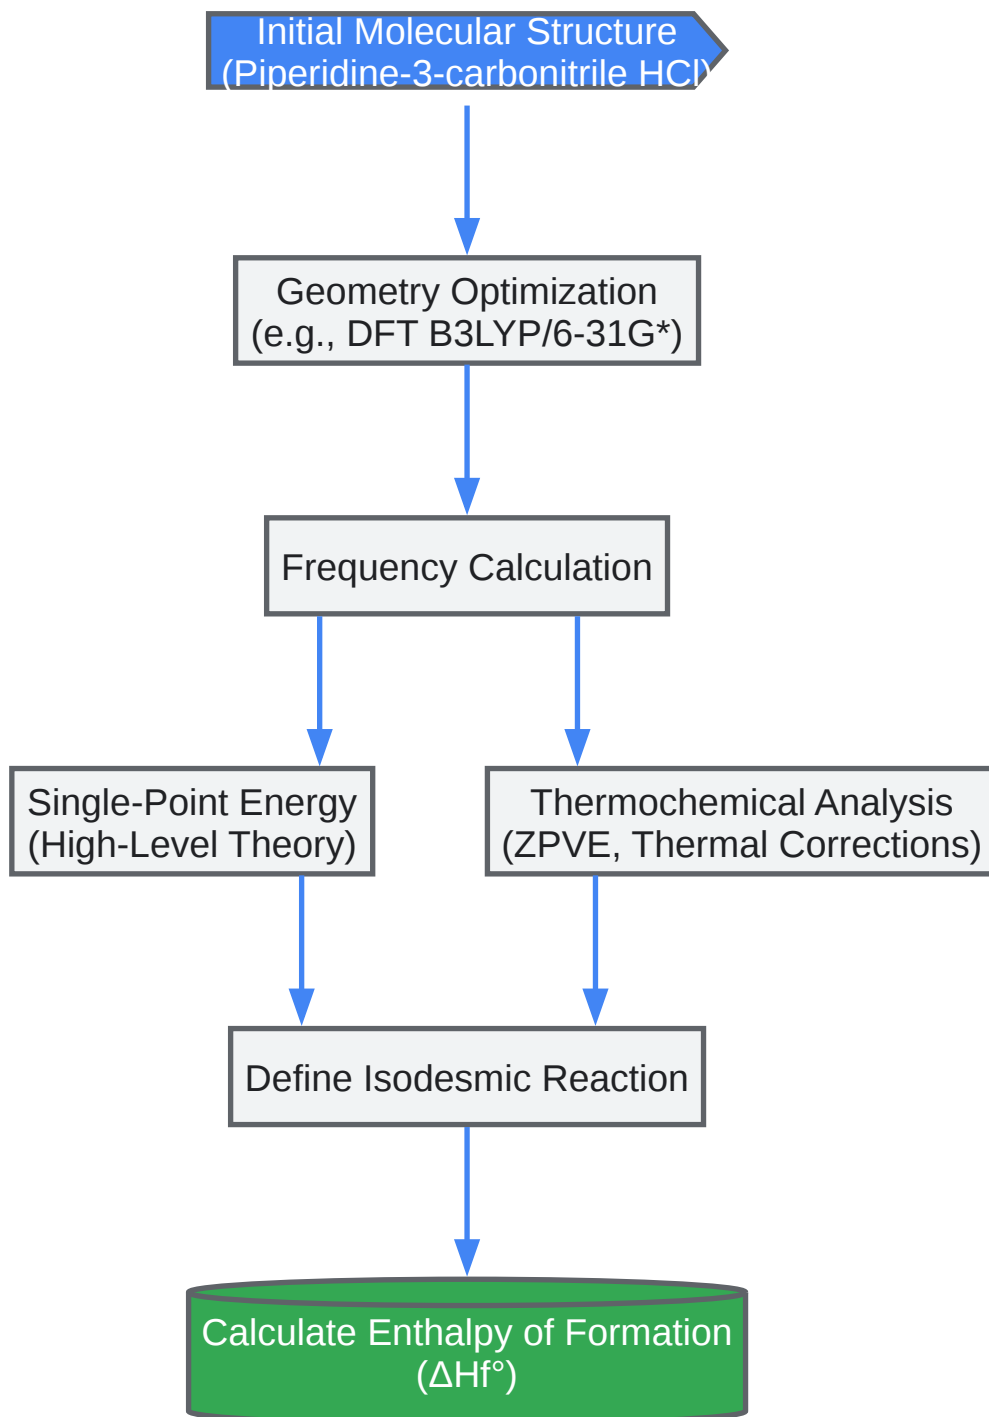 Initial Molecular Structure
(Piperidine-3-carbonitrile HCl)
Geometry Optimization
(e.g., DFT B3LYP/6-31G*)
Frequency Calculation
Single-Point Energy
(High-Level Theory)
Thermochemical Analysis
(ZPVE, Thermal Corrections)
Define Isodesmic Reaction
Calculate Enthalpy of Formation
(ΔHf°)